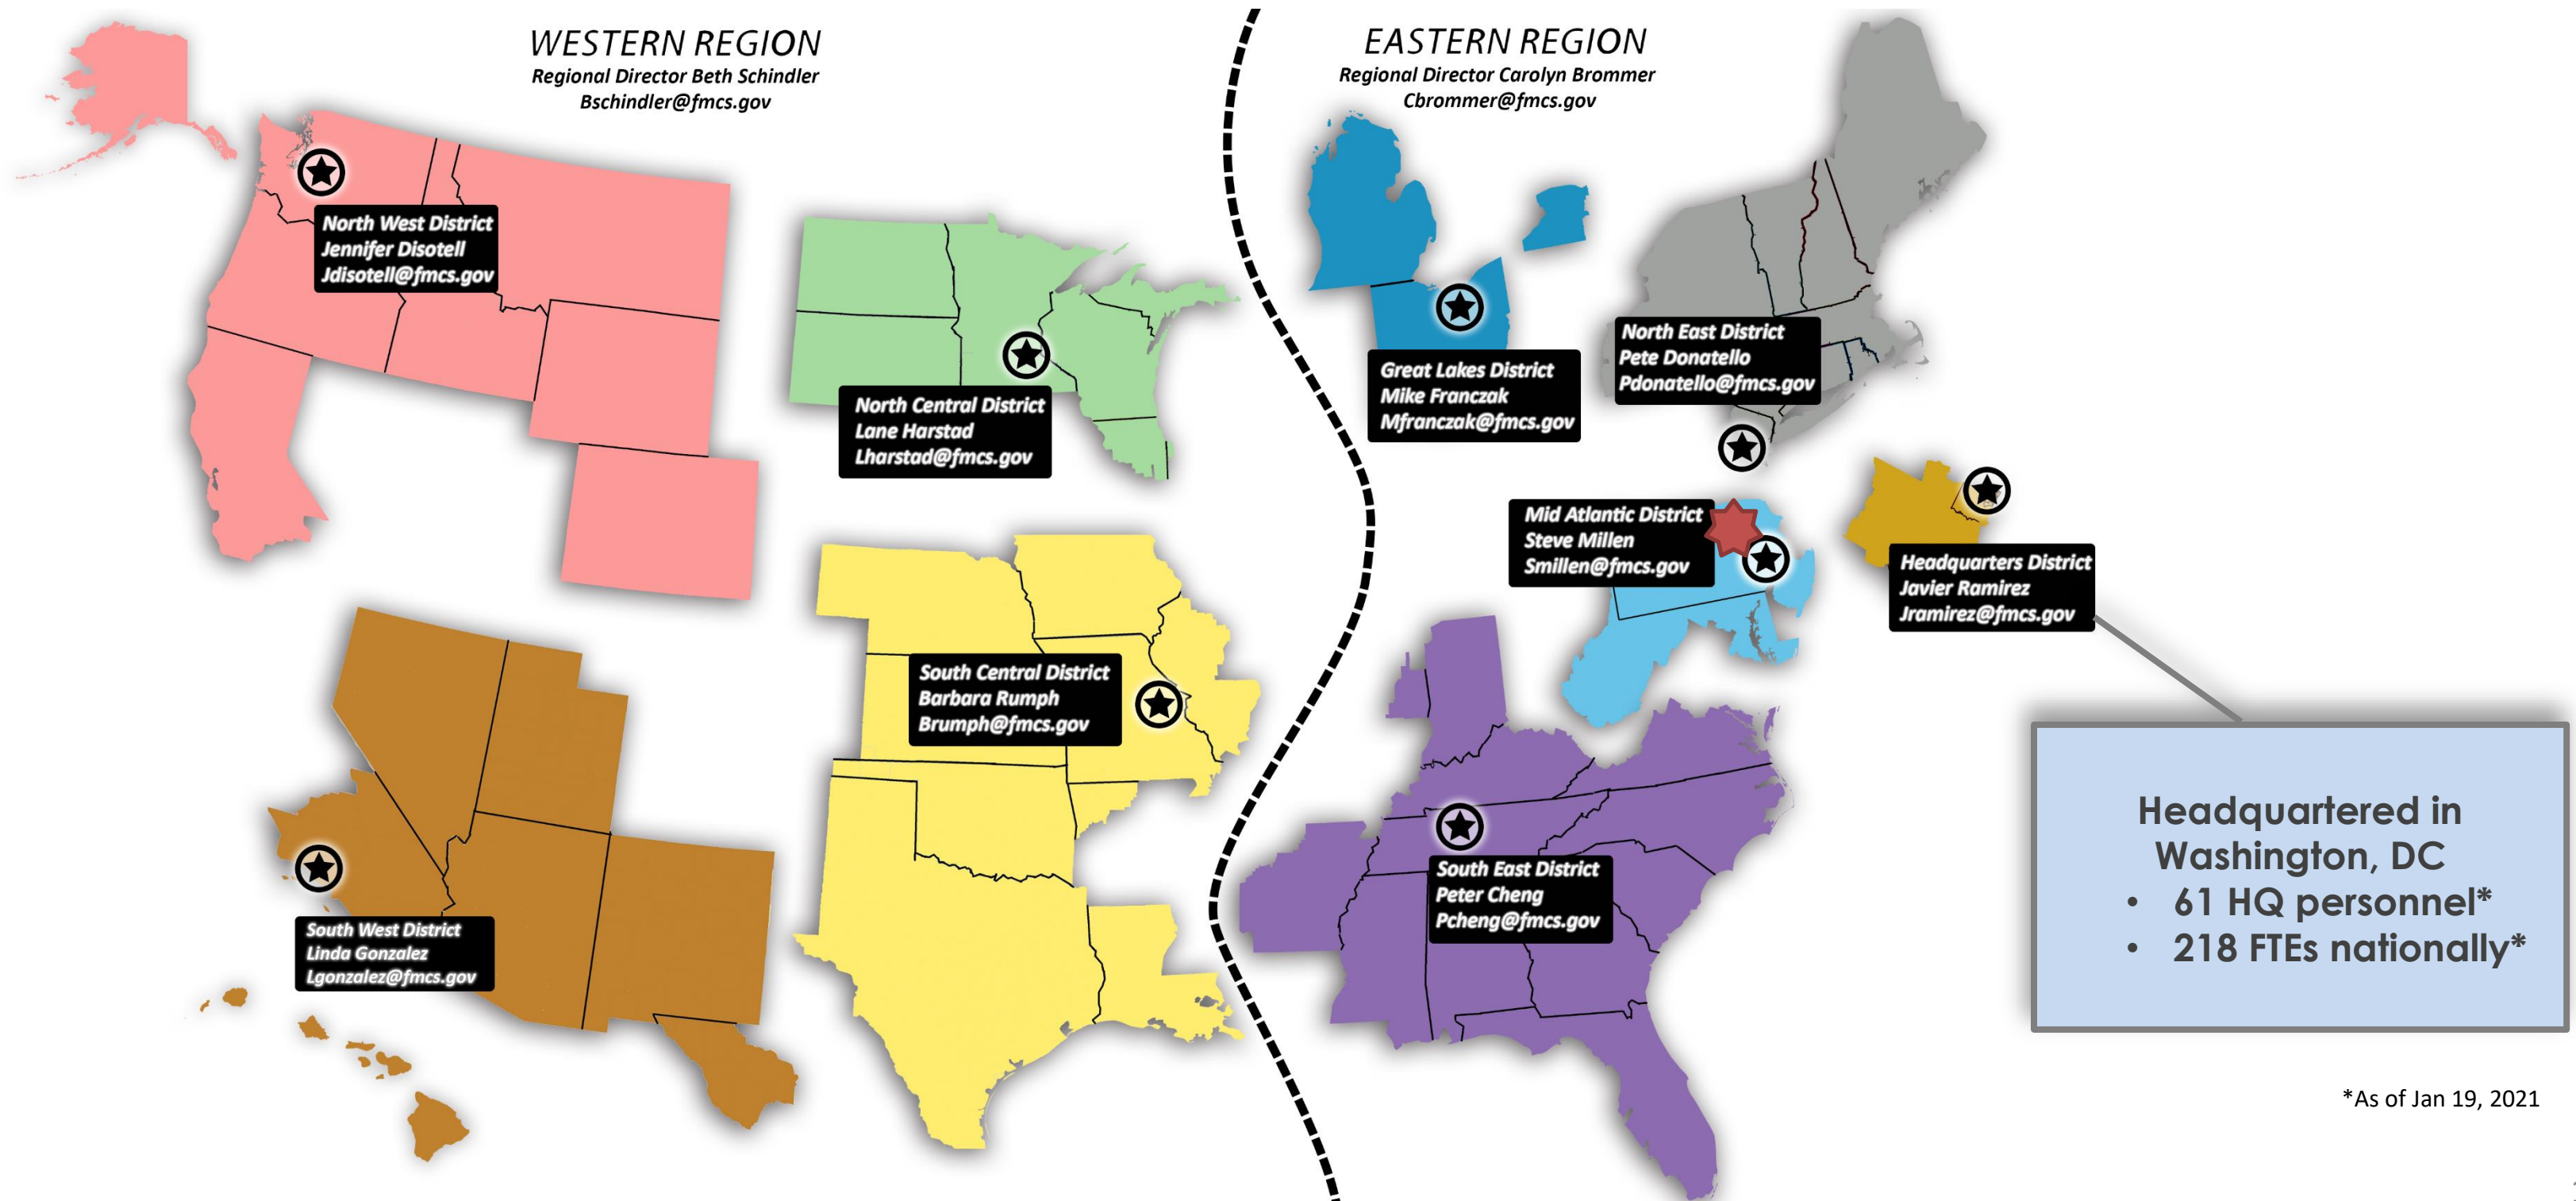 WESTERN REGION
Regional Director Beth Schindler
Bschindler@fmcs.gov
EASTERN REGION
Regional Director Carolyn Brommer
Cbrommer@fmcs.gov
North West District
Jennifer Disotell
Jdisotell@fmcs.gov
North Central District
Lane Harstad
Lharstad@fmcs.gov
Great Lakes District
Mike Franczak
Mfranczak@fmcs.gov
North East District
Pete Donatello
Pdonatello@fmcs.gov
Mid Atlantic District
Steve Millen
Smillen@fmcs.gov
Headquarters District
Javier Ramirez
Jramirez@fmcs.gov
South Central District
Barbara Rumph
Brumph@fmcs.gov
South West District
Linda Gonzalez
Lgonzalez@fmcs.gov
South East District
Peter Cheng
Pcheng@fmcs.gov
Headquartered in
Washington, DC
• 61 HQ personnel*
• 218 FTEs nationally*
*As of Jan 19, 2021